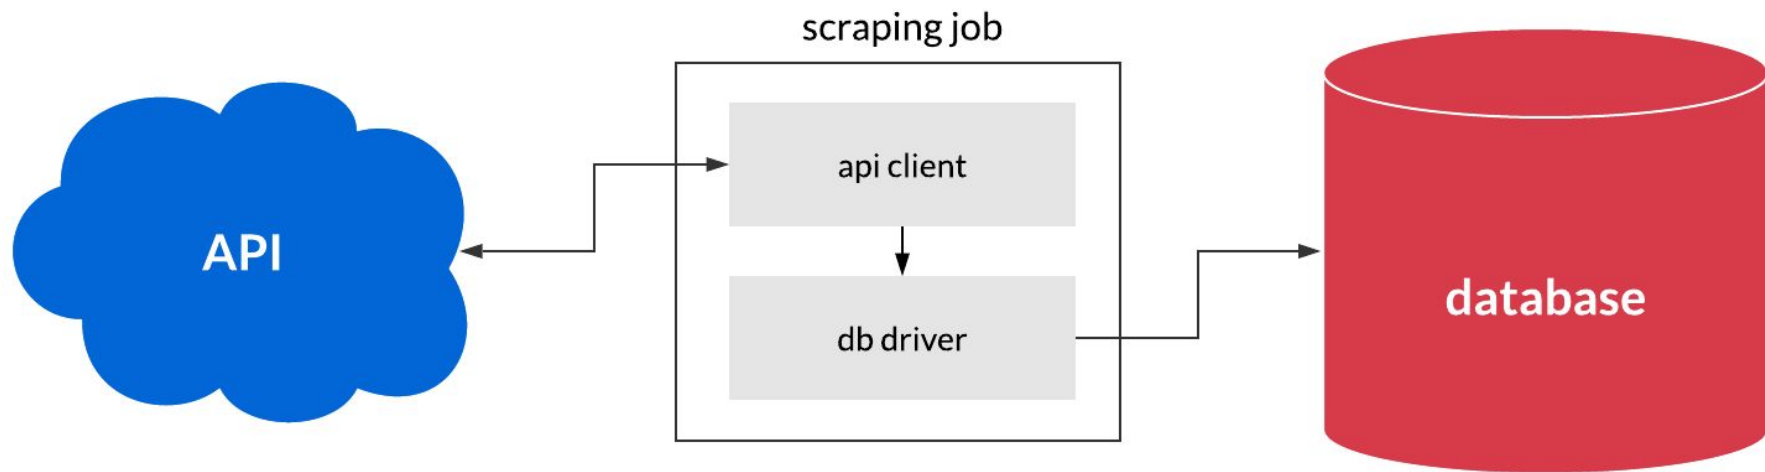 scraping job
API
api client
db driver
database